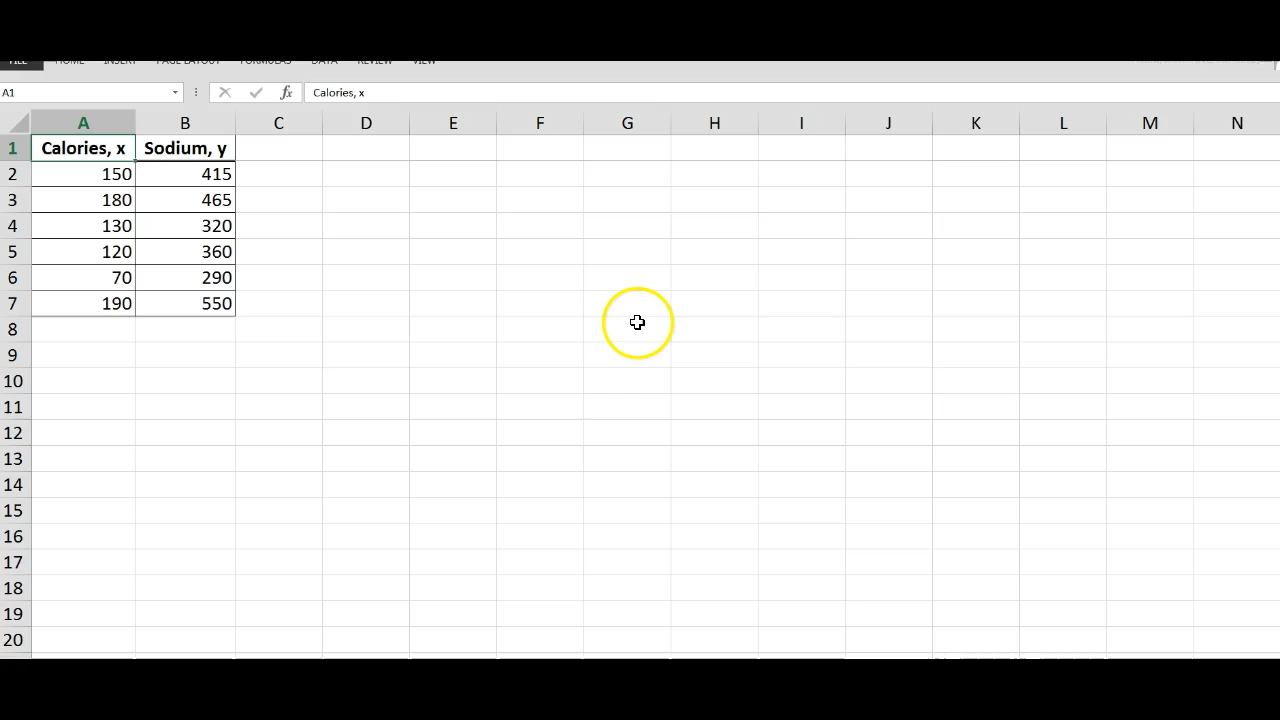 FILE HOME INSERT PAGE LAYOUT FORMULAS DATA REVIEW VIEW
A1 fx Calories, x
A B C D E F G H I J K L M N
1 Calories, x Sodium, y
2 150 415
3 180 465
4 130 320
5 120 360
6 70 290
7 190 550
8
9
10
11
12
13
14
15
16
17
18
19
20